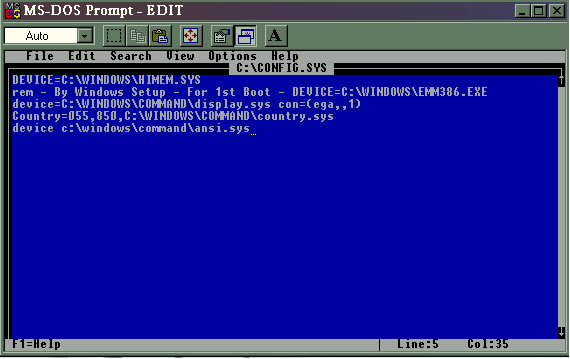 MS-DOS Prompt - EDIT
Auto
A
File Edit Search View Options Help
C:\CONFIG.SYS
DEVICE=C:\WINDOWS\HIMEM.SYS
rem - By Windows Setup - For 1st Boot - DEVICE=C:\WINDOWS\EMM386.EXE
device=C:\WINDOWS\COMMAND\display.sys con=(ega,,1)
Country=055,850,C:\WINDOWS\COMMAND\country.sys
device c:\windows\command\ansi.sys_
F1=Help Line:5 Col:35